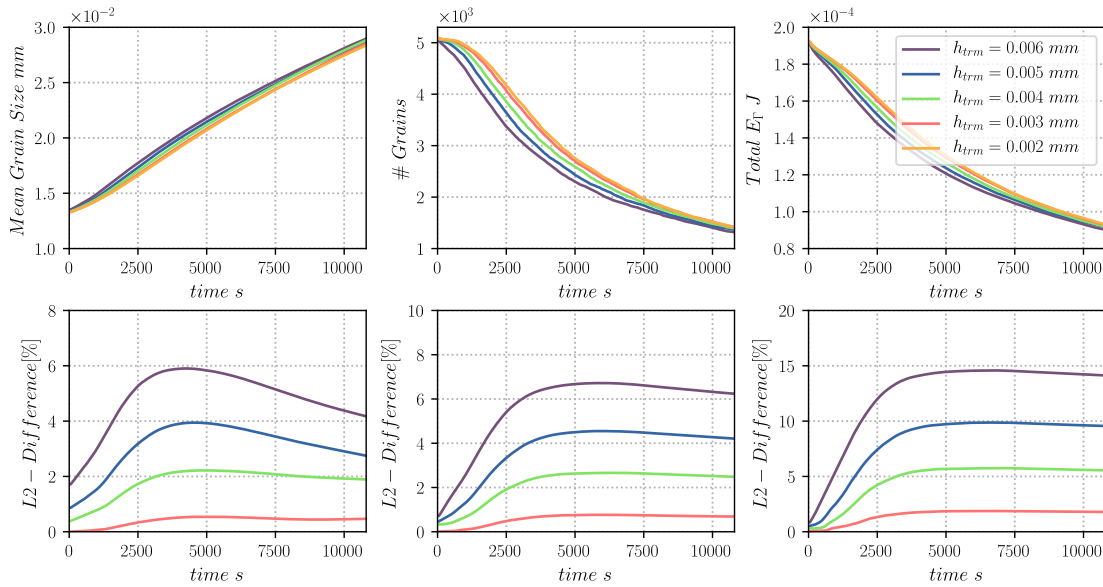 ×10⁻²
3.0
2.5
2.0
1.5
1.0
Mean Grain Size mm
0 2500 5000 7500 10000
time s
×10³
5
4
3
2
1
# Grains
0 2500 5000 7500 10000
time s
×10⁻⁴
2.0
1.8
1.6
1.4
1.2
1.0
0.8
Total E_Γ J
0 2500 5000 7500 10000
time s
h_trm = 0.006 mm
h_trm = 0.005 mm
h_trm = 0.004 mm
h_trm = 0.003 mm
h_trm = 0.002 mm
8
6
4
2
0
L2 − Difference[%]
0 2500 5000 7500 10000
time s
10
8
6
4
2
0
L2 − Difference[%]
0 2500 5000 7500 10000
time s
20
15
10
5
0
L2 − Difference[%]
0 2500 5000 7500 10000
time s